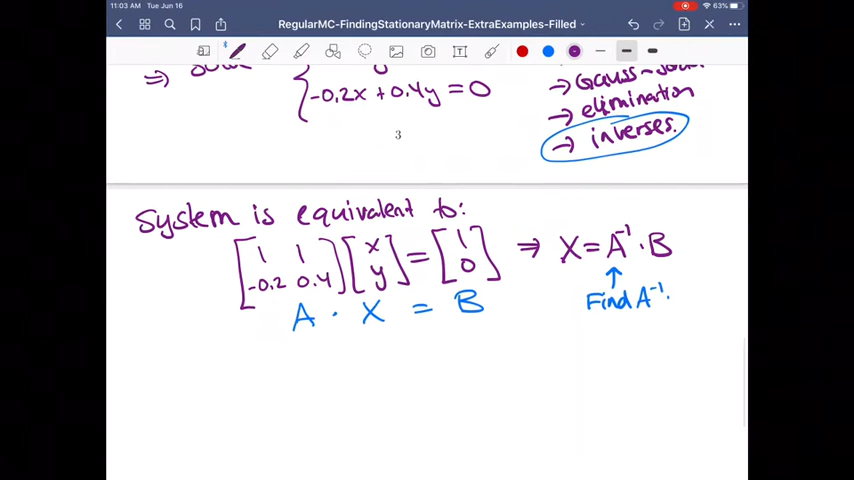 11:03 AM Tue Jun 16
63%
RegularMC-FindingStationaryMatrix-ExtraExamples-Filled
⇒
-0.2x + 0.4y = 0
→ Gauss-
→ elimination
→ inverses.
3
System is equivalent to:
[1 1; -0.2 0.4] [x; y] = [1; 0] ⇒ X = A⁻¹ · B
A · X = B
↑
Find A⁻¹.